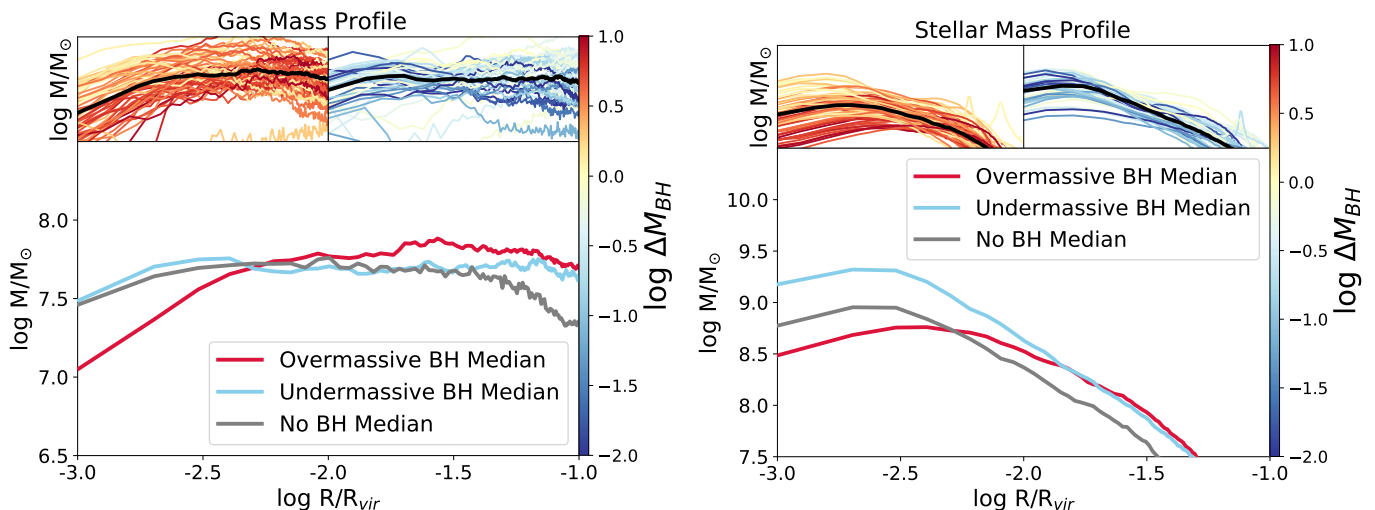 Gas Mass Profile
log M/M⊙
1.0
0.5
0.0
−0.5
−1.0
−1.5
−2.0
log ΔM_BH
8.0
7.5
7.0
6.5
log M/M⊙
Overmassive BH Median
Undermassive BH Median
No BH Median
-3.0 -2.5 -2.0 -1.5 -1.0
log R/R_vir
Stellar Mass Profile
log M/M⊙
1.0
0.5
0.0
−0.5
−1.0
−1.5
−2.0
log ΔM_BH
Overmassive BH Median
Undermassive BH Median
No BH Median
10.0
9.5
9.0
8.5
8.0
7.5
log M/M⊙
-3.0 -2.5 -2.0 -1.5 -1.0
log R/R_vir